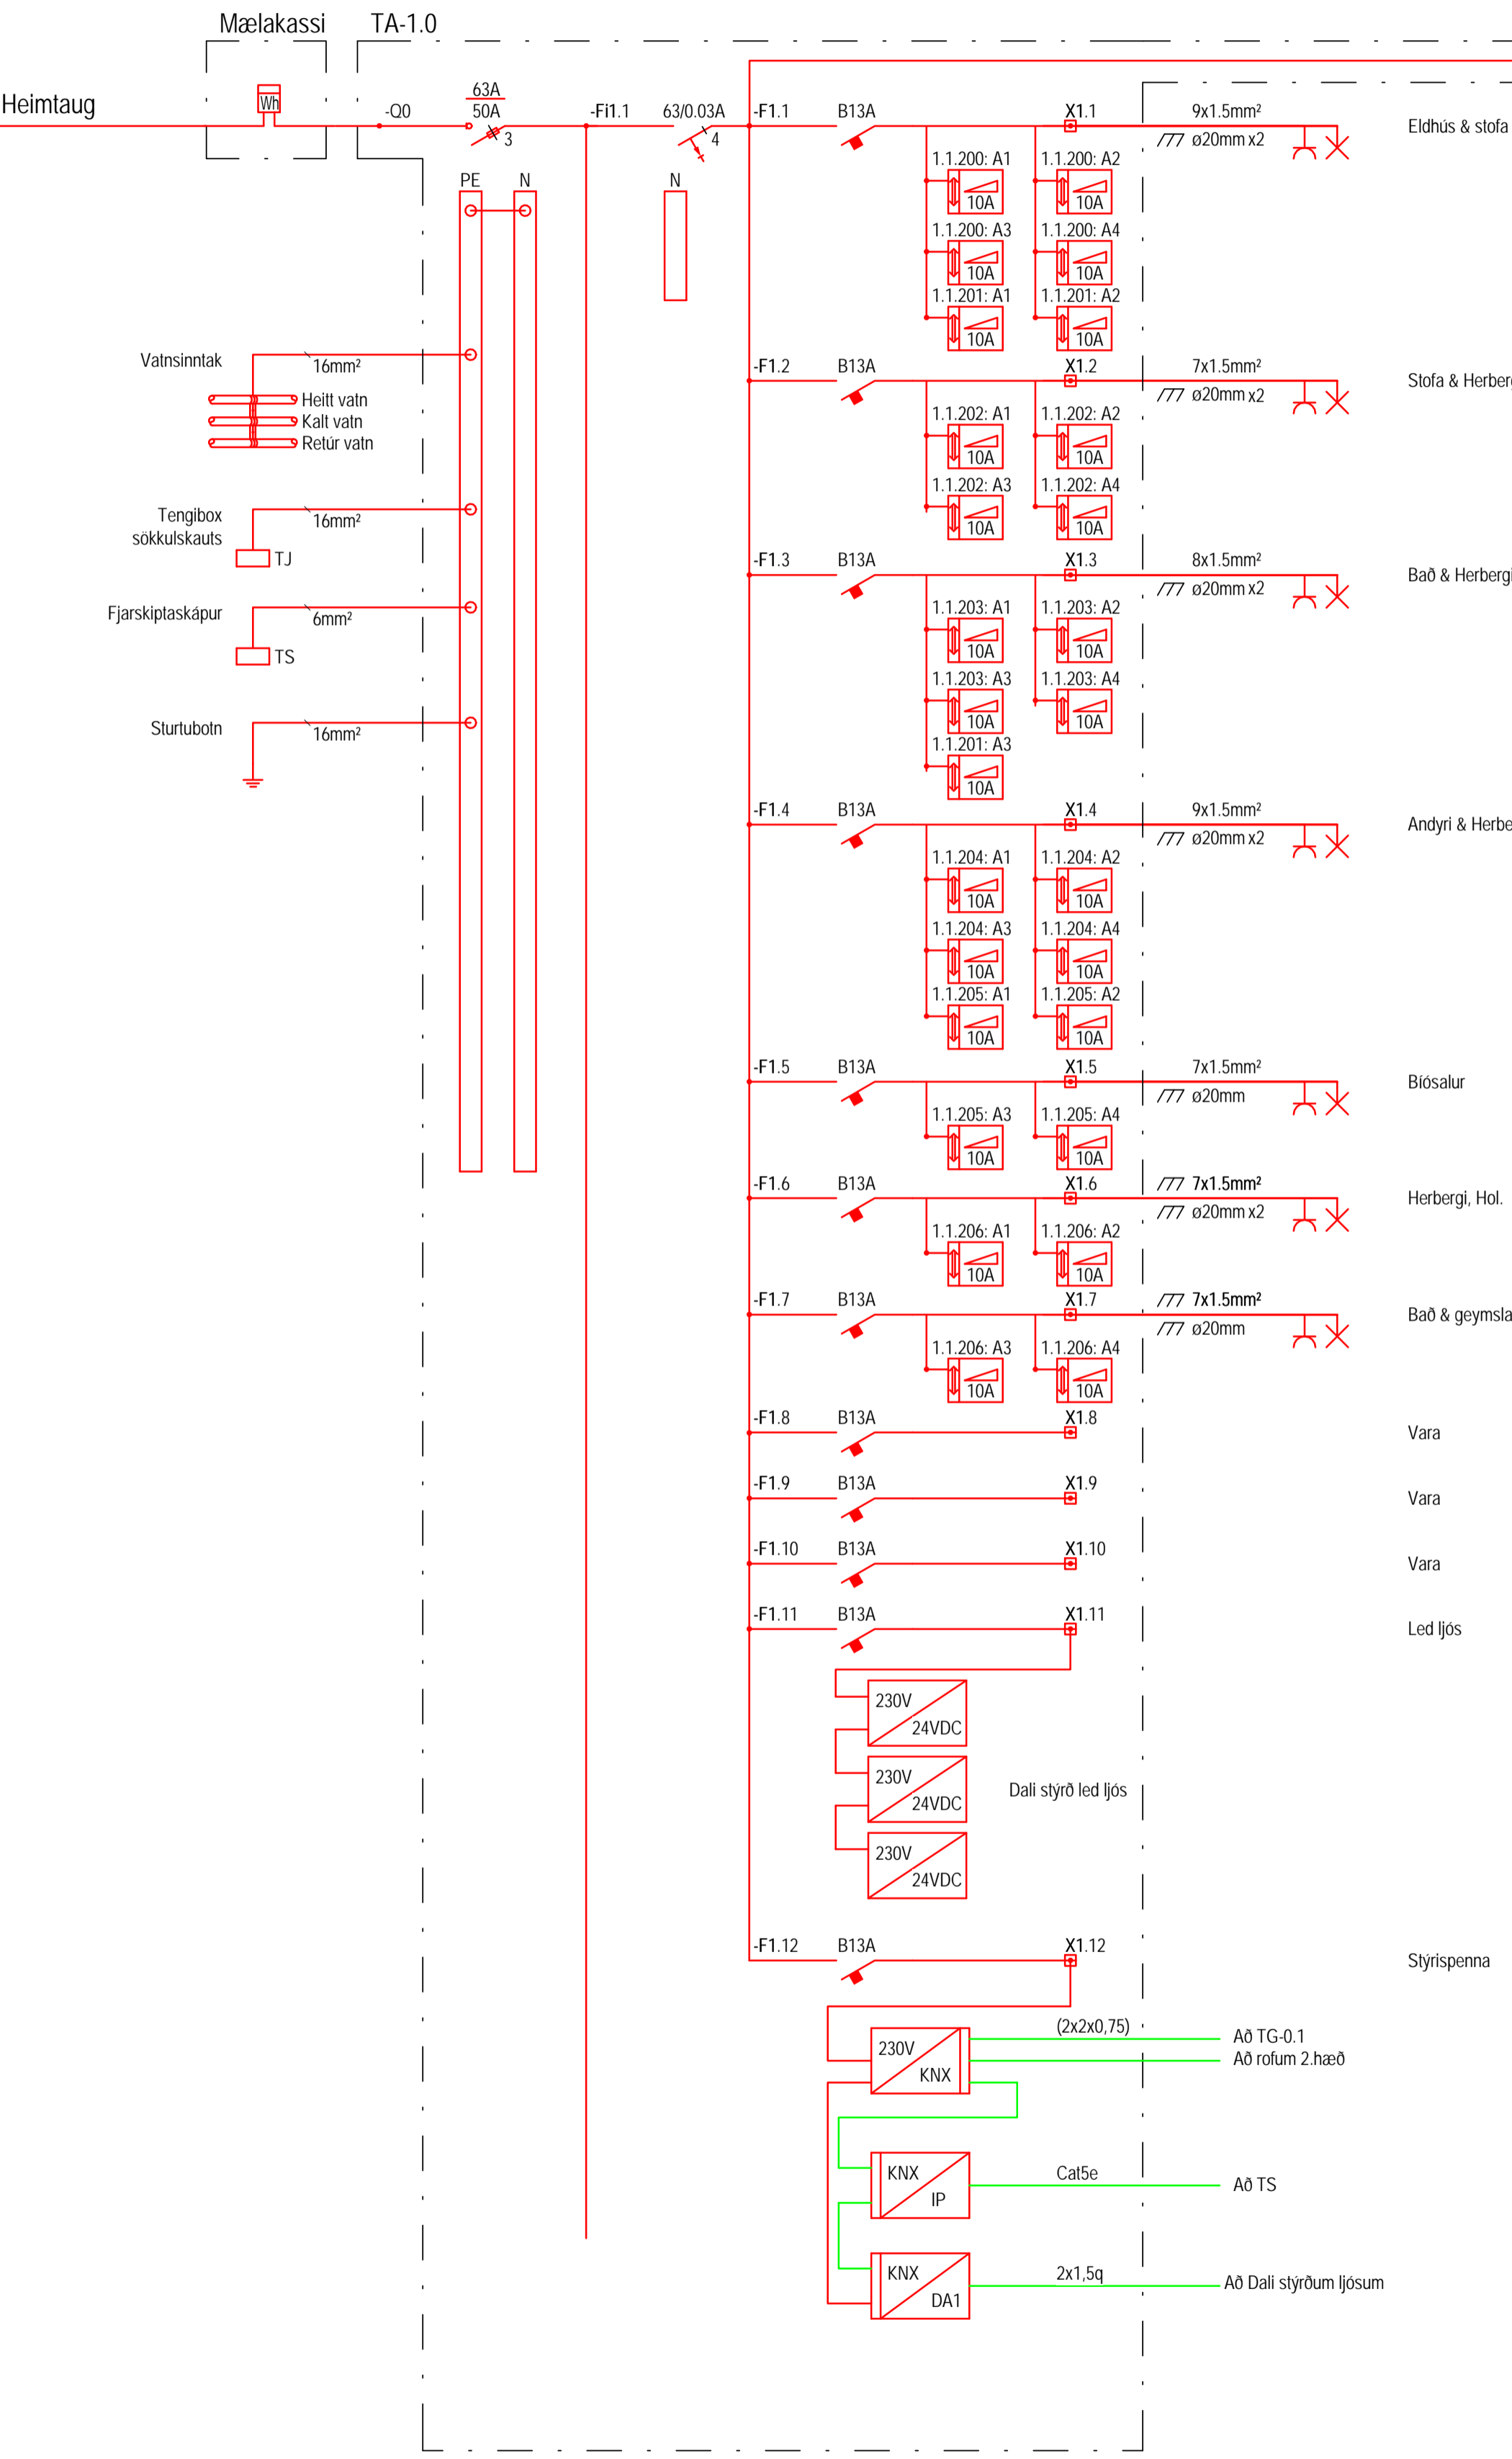 Mælakassi TA-1.0
Heimtaug
Wh
-Q0
63A
50A
3
-Fi1.1
63/0.03A
4
PE
N
N
Vatnsinntak
16mm²
Heitt vatn
Kalt vatn
Retúr vatn
Tengibox
sökkulskauts
16mm²
TJ
Fjarskiptaskápur
6mm²
TS
Sturtubotn
16mm²
-F1.1 B13A X1.1 9x1.5mm²
ø20mm x2
Eldhús & stofa
1.1.200: A1 1.1.200: A2
10A 10A
1.1.200: A3 1.1.200: A4
10A 10A
1.1.201: A1 1.1.201: A2
10A 10A
-F1.2 B13A X1.2 7x1.5mm²
ø20mm x2
Stofa &
1.1.202: A1 1.1.202: A2
10A 10A
1.1.202: A3 1.1.202: A4
10A 10A
-F1.3 B13A X1.3 8x1.5mm²
ø20mm x2
Bað & Herbergi
1.1.203: A1 1.1.203: A2
10A 10A
1.1.203: A3 1.1.203: A4
10A 10A
1.1.201: A3
10A
-F1.4 B13A X1.4 9x1.5mm²
ø20mm x2
Andyri &
1.1.204: A1 1.1.204: A2
10A 10A
1.1.204: A3 1.1.204: A4
10A 10A
1.1.205: A1 1.1.205: A2
10A 10A
-F1.5 B13A X1.5 7x1.5mm²
ø20mm
Bíósalur
1.1.205: A3 1.1.205: A4
10A 10A
-F1.6 B13A X1.6 7x1.5mm²
ø20mm x2
Herbergi, Hol.
1.1.206: A1 1.1.206: A2
10A 10A
-F1.7 B13A X1.7 7x1.5mm²
ø20mm
Bað & geymsla
1.1.206: A3 1.1.206: A4
10A 10A
-F1.8 B13A X1.8 Vara
-F1.9 B13A X1.9 Vara
-F1.10 B13A X1.10 Vara
-F1.11 B13A X1.11 Led ljós
230V
24VDC
230V
24VDC
Dali stýrð led ljós
230V
24VDC
-F1.12 B13A X1.12 Stýrispenna
230V
KNX
(2x2x0,75)
Að TG-0.1
Að rofum 2.hæð
KNX
IP
Cat5e
Að TS
KNX
DA1
2x1,5q
Að Dali stýrðum ljósum